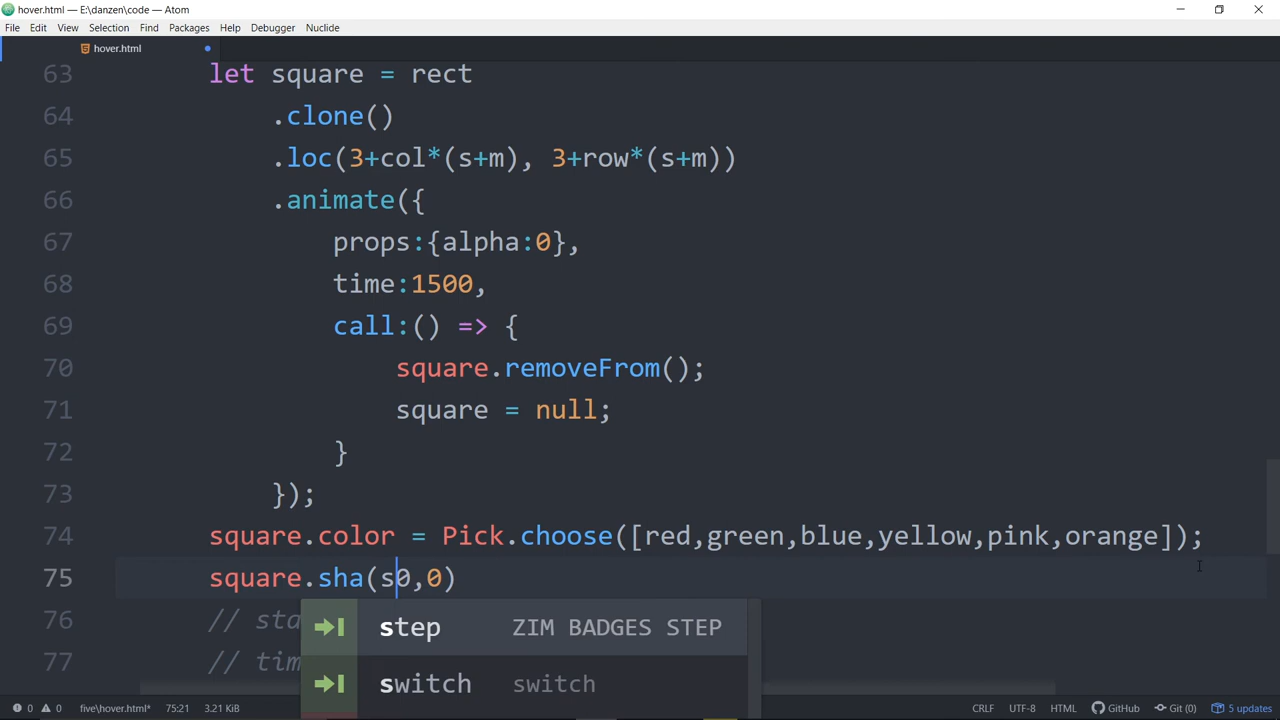 hover.html — E:\danzen\code — Atom
File Edit View Selection Find Packages Help Debugger Nuclide
hover.html
63 let square = rect
64 .clone()
65 .loc(3+col*(s+m), 3+row*(s+m))
66 .animate({
67 props:{alpha:0},
68 time:1500,
69 call:() => {
70 square.removeFrom();
71 square = null;
72 }
73 });
74 square.color = Pick.choose([red,green,blue,yellow,pink,orange]);
75 square.sha(s0,0)
76 // sta
step ZIM BADGES STEP
77 // tim
switch switch
0 0 five\hover.html* 75:21 3.21 KiB CRLF UTF-8 HTML GitHub Git (0) 5 updates